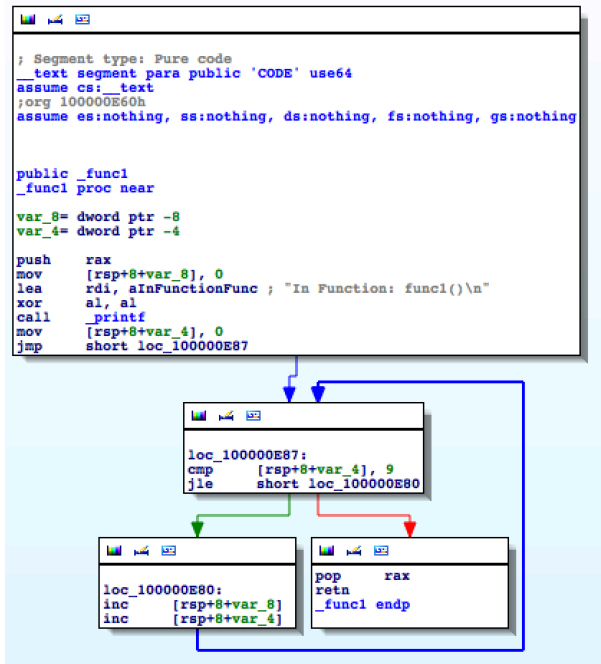 ; Segment type: Pure code
__text segment para public 'CODE' use64
assume cs:__text
;org 100000E60h
assume es:nothing, ss:nothing, ds:nothing, fs:nothing, gs:nothing
public _func1
_func1 proc near
var_8= dword ptr -8
var_4= dword ptr -4
push rax
mov [rsp+8+var_8], 0
lea rdi, aInFunctionFunc ; "In Function: func1()\n"
xor al, al
call _printf
mov [rsp+8+var_4], 0
jmp short loc_100000E87
loc_100000E87:
cmp [rsp+8+var_4], 9
jle short loc_100000E80
loc_100000E80:
inc [rsp+8+var_8]
inc [rsp+8+var_4]
pop rax
retn
_func1 endp